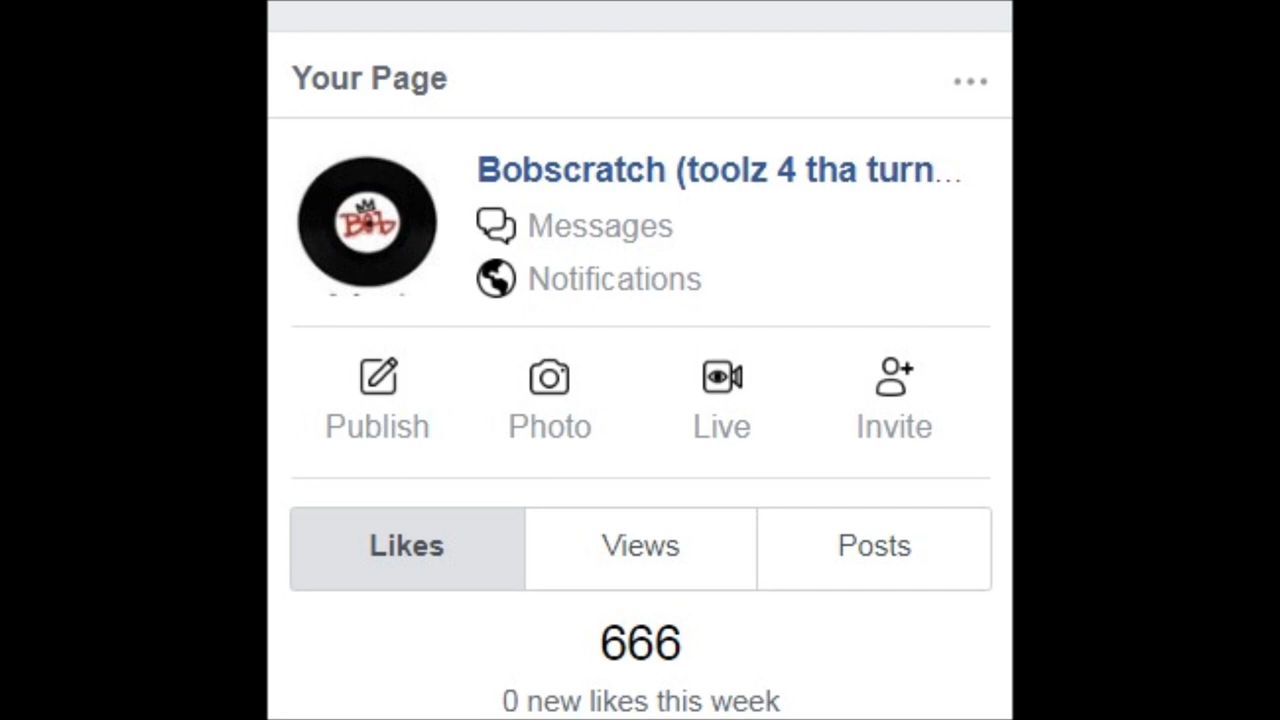 Your Page
Bobscratch (toolz 4 tha turn...
Messages
Notifications
Publish Photo Live Invite
Likes Views Posts
666
0 new likes this week
Bob